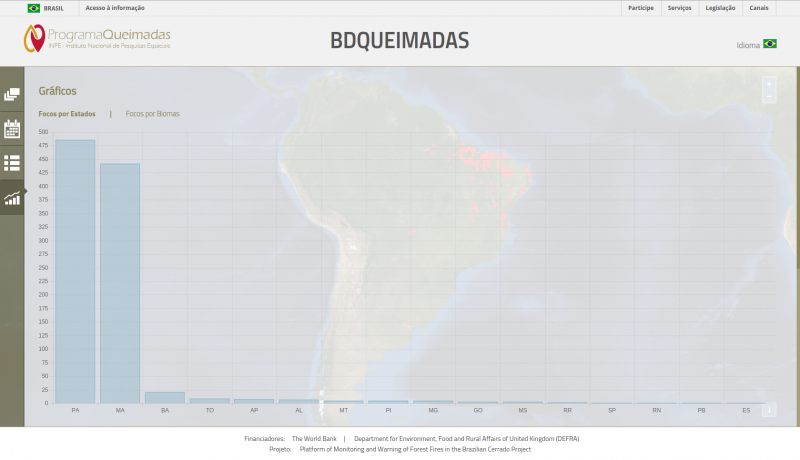 BRASIL Acesso à informação Participe Serviços Legislação Canais
ProgramaQueimadas
INPE - Instituto Nacional de Pesquisas Espaciais
BDQUEIMADAS
Idioma
Gráficos
Focos por Estados | Focos por Biomas
500
475
450
425
400
375
350
325
300
275
250
225
200
175
150
125
100
75
50
25
0
PA MA BA TO AP AL MT PI MG GO MS RR SP RN PB ES
Financiadores: The World Bank | Department for Environment, Food and Rural Affairs of United Kingdom (DEFRA)
Projeto: Platform of Monitoring and Warning of Forest Fires in the Brazilian Cerrado Project